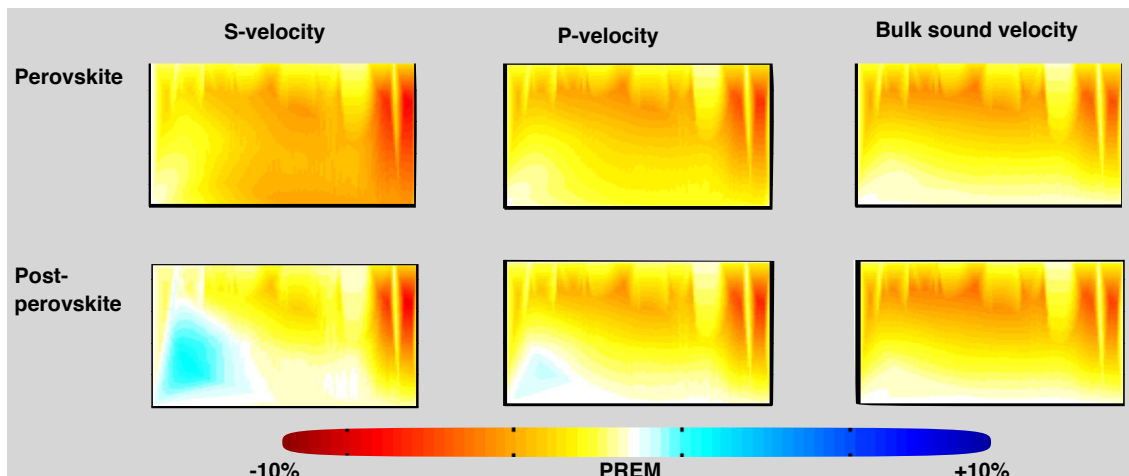 S-velocity
P-velocity
Bulk sound velocity
Perovskite
Post-
perovskite
-10%
PREM
+10%